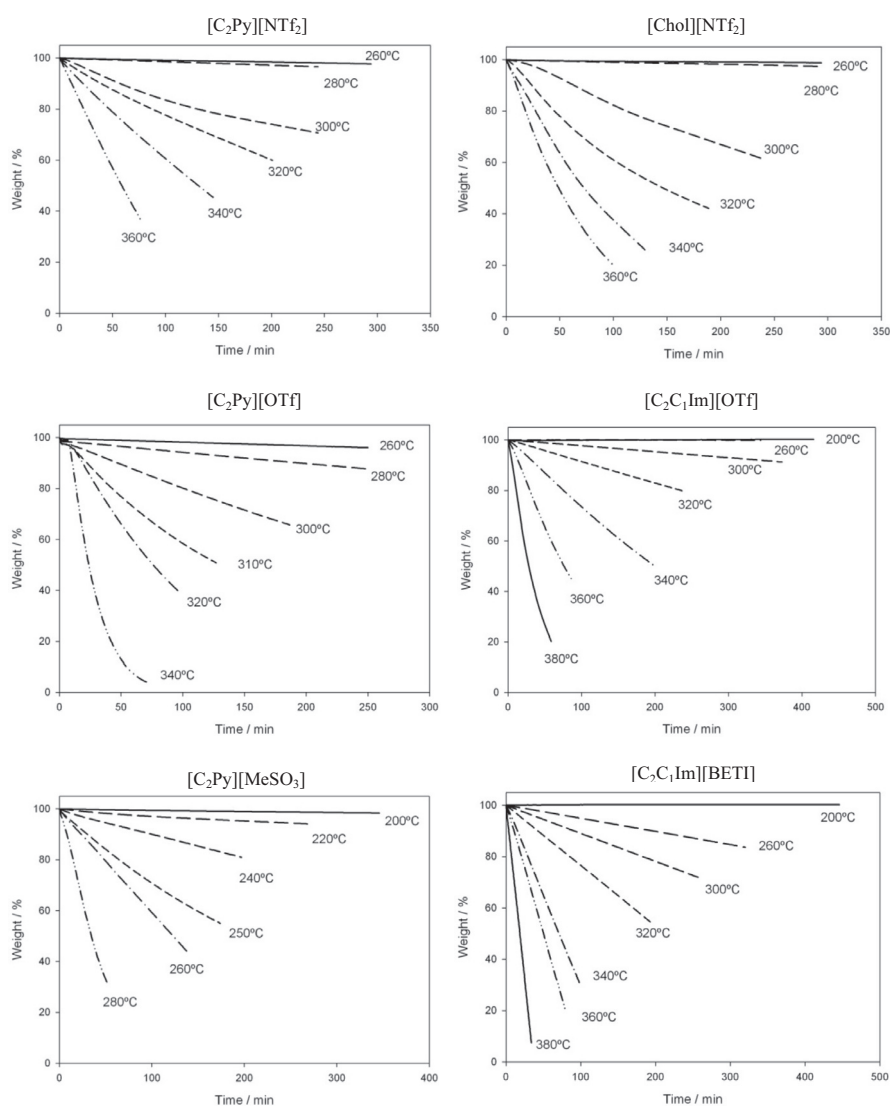 [C₂Py][NTf₂]
100
80
60
40
20
0
Weight / %
260ºC
280ºC
300ºC
320ºC
340ºC
360ºC
0 50 100 150 200 250 300 350
Time / min
[Chol][NTf₂]
100
80
60
40
20
0
Weight / %
260ºC
280ºC
300ºC
320ºC
340ºC
360ºC
0 50 100 150 200 250 300 350
Time / min
[C₂Py][OTf]
100
80
60
40
20
0
Weight / %
260ºC
280ºC
300ºC
310ºC
320ºC
340ºC
0 50 100 150 200 250 300
Time / min
[C₂C₁Im][OTf]
100
80
60
40
20
0
Weight / %
200ºC
260ºC
300ºC
320ºC
340ºC
360ºC
380ºC
0 100 200 300 400 500
Time / min
[C₂Py][MeSO₃]
100
80
60
40
20
0
Weight / %
200ºC
220ºC
240ºC
250ºC
260ºC
280ºC
0 100 200 300 400
Time / min
[C₂C₁Im][BETI]
100
80
60
40
20
0
Weight / %
200ºC
260ºC
300ºC
320ºC
340ºC
360ºC
380ºC
0 100 200 300 400 500
Time / min